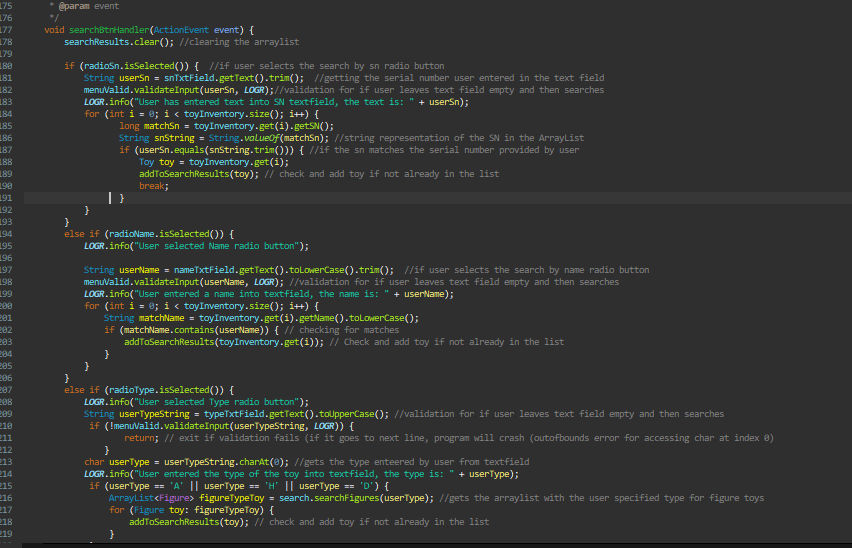 175 * @param event
176 */
177 void searchBtnHandler(ActionEvent event) {
178 searchResults.clear(); //clearing the arraylist
179
180 if (radioSn.isSelected()) { //if user selects the search by sn radio button
181 String userSn = snTxtField.getText().trim(); //getting the serial number user entered in the text field
182 menuValid.validateInput(userSn, LOGR);//validation for if user leaves text field empty and then searches
183 LOGR.info("User has entered text into SN textfield, the text is: " + userSn);
184 for (int i = 0; i < toyInventory.size(); i++) {
185 long matchSn = toyInventory.get(i).getSN();
186 String snString = String.valueOf(matchSn); //string representation of the SN in the ArrayList
187 if (userSn.equals(snString.trim())) { //if the sn matches the serial number provided by user
188 Toy toy = toyInventory.get(i);
189 addToSearchResults(toy); // check and add toy if not already in the list
190 break;
191 }
192 }
193 }
194 else if (radioName.isSelected()) {
195 LOGR.info("User selected Name radio button");
196
197 String userName = nameTxtField.getText().toLowerCase().trim(); //if user selects the search by name radio button
198 menuValid.validateInput(userName, LOGR); //validation for if user leaves text field empty and then searches
199 LOGR.info("User entered a name into textfield, the name is: " + userName);
200 for (int i = 0; i < toyInventory.size(); i++) {
201 String matchName = toyInventory.get(i).getName().toLowerCase();
202 if (matchName.contains(userName)) { // checking for matches
203 addToSearchResults(toyInventory.get(i)); // Check and add toy if not already in the list
204 }
205 }
206 }
207 else if (radioType.isSelected()) {
208 LOGR.info("User selected Type radio button");
209 String userTypeString = typeTxtField.getText().toUpperCase(); //validation for if user leaves text field empty and then searches
210 if (!menuValid.validateInput(userTypeString, LOGR)) {
211 return; // exit if validation fails (if it goes to next line, program will crash (outofbounds error for accessing char at index 0)
212 }
213 char userType = userTypeString.charAt(0); //gets the type enteered by user from textfield
214 LOGR.info("User entered the type of the toy into textfield, the type is: " + userType);
215 if (userType == 'A' || userType == 'H' || userType == 'D') {
216 ArrayList<Figure> figureTypeToy = search.searchFigures(userType); //gets the arraylist with the user specified type for figure toys
217 for (Figure toy: figureTypeToy) {
218 addToSearchResults(toy); // check and add toy if not already in the list
219 }